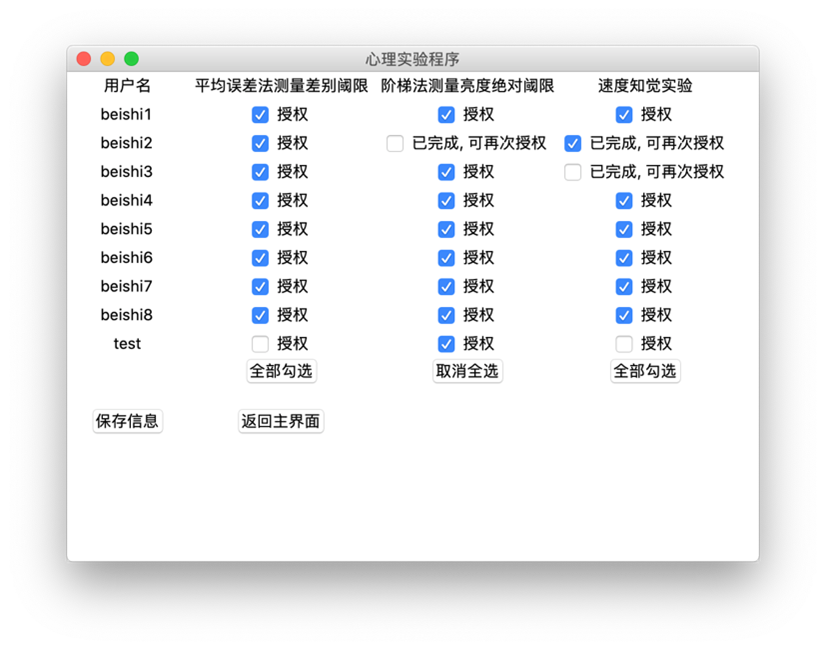 心理实验程序
用户名 平均误差法测量差别阈限 阶梯法测量亮度绝对阈限 速度知觉实验
beishi1 授权 授权 授权
beishi2 授权 已完成, 可再次授权 已完成, 可再次授权
beishi3 授权 授权 已完成, 可再次授权
beishi4 授权 授权 授权
beishi5 授权 授权 授权
beishi6 授权 授权 授权
beishi7 授权 授权 授权
beishi8 授权 授权 授权
test 授权 授权 授权
全部勾选 取消全选 全部勾选
保存信息 返回主界面